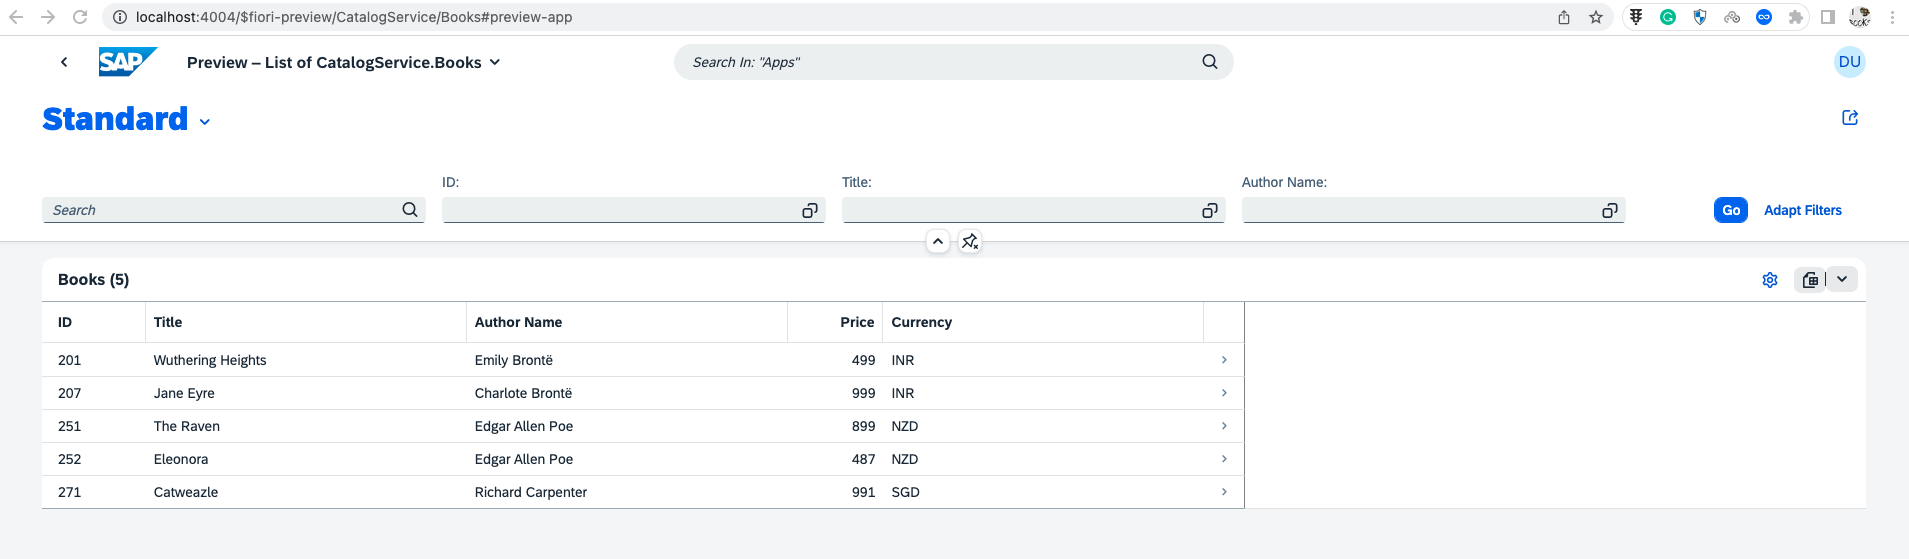 localhost:4004/$fiori-preview/CatalogService/Books#preview-app
SAP Preview – List of CatalogService.Books Search In: "Apps" DU
Standard
ID: Title: Author Name:
Search Go Adapt Filters
Books (5)
ID Title Author Name Price Currency
201 Wuthering Heights Emily Brontë 499 INR
207 Jane Eyre Charlote Brontë 999 INR
251 The Raven Edgar Allen Poe 899 NZD
252 Eleonora Edgar Allen Poe 487 NZD
271 Catweazle Richard Carpenter 991 SGD